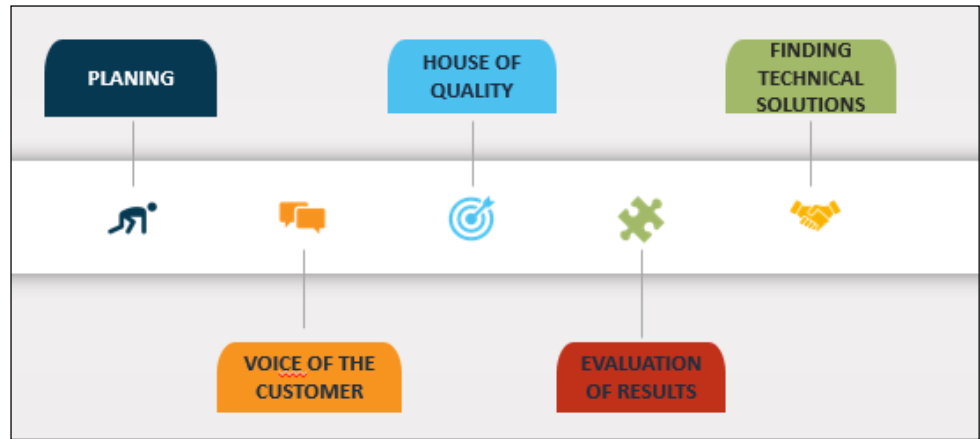 PLANING
HOUSE OF
QUALITY
FINDING
TECHNICAL
SOLUTIONS
VOICE OF THE
CUSTOMER
EVALUATION
OF RESULTS